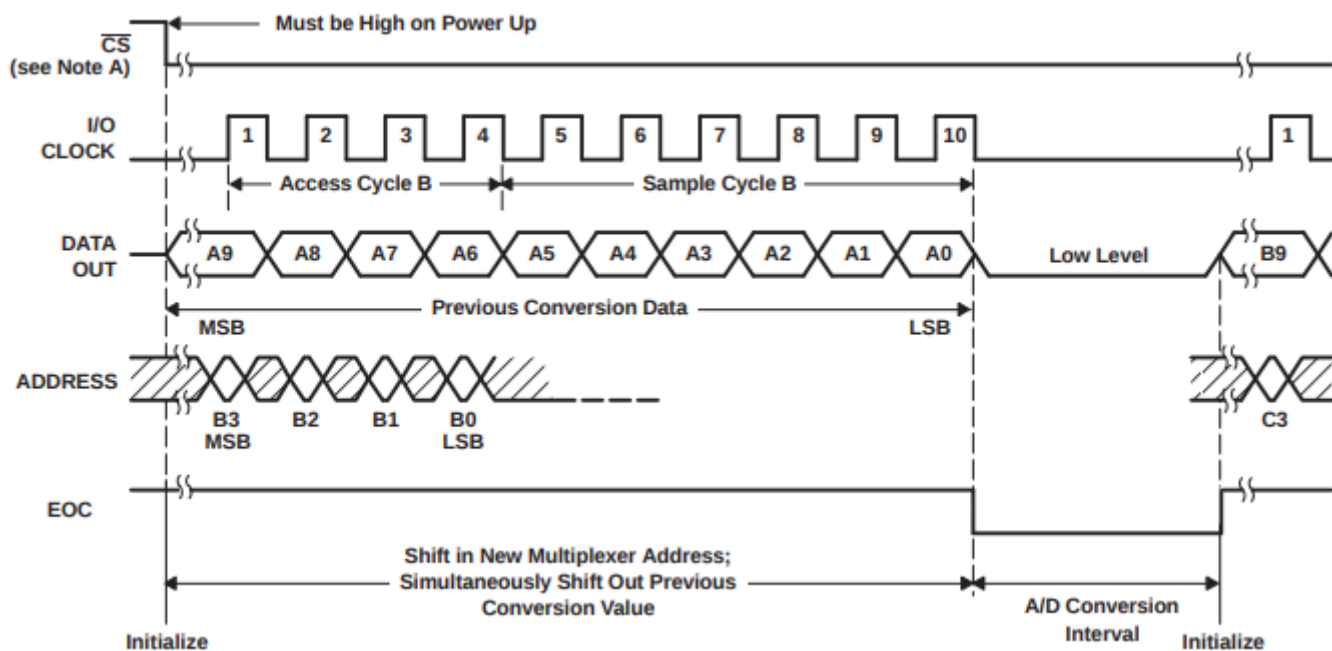 Must be High on Power Up
CS
(see Note A)
I/O
CLOCK
1 2 3 4 5 6 7 8 9 10 1
Access Cycle B Sample Cycle B
DATA
OUT
A9 A8 A7 A6 A5 A4 A3 A2 A1 A0 Low Level B9
Previous Conversion Data
MSB LSB
ADDRESS
B3 B2 B1 B0 C3
MSB LSB
EOC
Shift in New Multiplexer Address;
Simultaneously Shift Out Previous
Conversion Value
A/D Conversion
Interval
Initialize Initialize